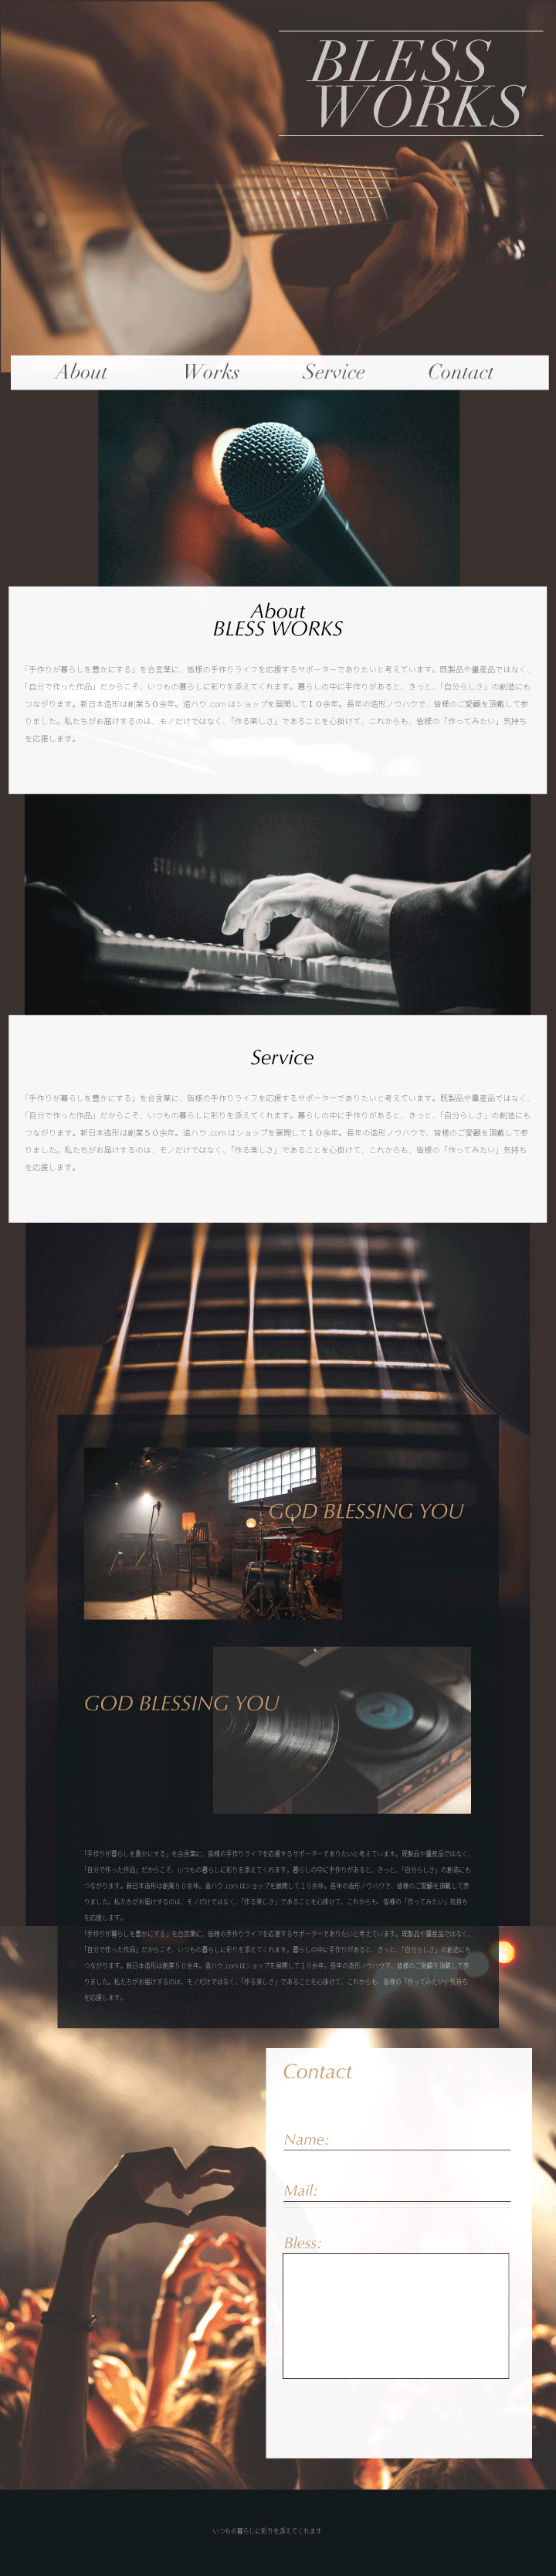 BLESS
WORKS
About Works Service Contact
About
BLESS WORKS
「手作りが暮らしを豊かにする」を合言葉に、皆様の手作りライフを応援するサポーターでありたいと考えています。既製品や量産品ではなく、
「自分で作った作品」だからこそ、いつもの暮らしに彩りを添えてくれます。暮らしの中に手作りがあると、きっと、「自分らしさ」の創造にも
つながります。新日本造形は創業５０余年。造ハウ .com はショップを展開して１０余年。長年の造形ノウハウで、皆様のご愛顧を頂戴して参
りました。私たちがお届けするのは、モノだけではなく、「作る楽しさ」であることを心掛けて、これからも、皆様の「作ってみたい」気持ち
を応援します。
Service
「手作りが暮らしを豊かにする」を合言葉に、皆様の手作りライフを応援するサポーターでありたいと考えています。既製品や量産品ではなく、
「自分で作った作品」だからこそ、いつもの暮らしに彩りを添えてくれます。暮らしの中に手作りがあると、きっと、「自分らしさ」の創造にも
つながります。新日本造形は創業５０余年。造ハウ .com はショップを展開して１０余年。長年の造形ノウハウで、皆様のご愛顧を頂戴して参
りました。私たちがお届けするのは、モノだけではなく、「作る楽しさ」であることを心掛けて、これからも、皆様の「作ってみたい」気持ち
を応援します。
GOD BLESSING YOU
GOD BLESSING YOU
「手作りが暮らしを豊かにする」を合言葉に、皆様の手作りライフを応援するサポーターでありたいと考えています。既製品や量産品ではなく、
「自分で作った作品」だからこそ、いつもの暮らしに彩りを添えてくれます。暮らしの中に手作りがあると、きっと、「自分らしさ」の創造にも
つながります。新日本造形は創業５０余年。造ハウ .com はショップを展開して１０余年。長年の造形ノウハウで、皆様のご愛顧を頂戴して参
りました。私たちがお届けするのは、モノだけではなく、「作る楽しさ」であることを心掛けて、これからも、皆様の「作ってみたい」気持ち
を応援します。
「手作りが暮らしを豊かにする」を合言葉に、皆様の手作りライフを応援するサポーターでありたいと考えています。既製品や量産品ではなく、
「自分で作った作品」だからこそ、いつもの暮らしに彩りを添えてくれます。暮らしの中に手作りがあると、きっと、「自分らしさ」の創造にも
つながります。新日本造形は創業５０余年。造ハウ .com はショップを展開して１０余年。長年の造形ノウハウで、皆様のご愛顧を頂戴して参
りました。私たちがお届けするのは、モノだけではなく、「作る楽しさ」であることを心掛けて、これからも、皆様の「作ってみたい」気持ち
を応援します。
Contact
Name:
Mail:
Bless:
いつもの暮らしに彩りを添えてくれます